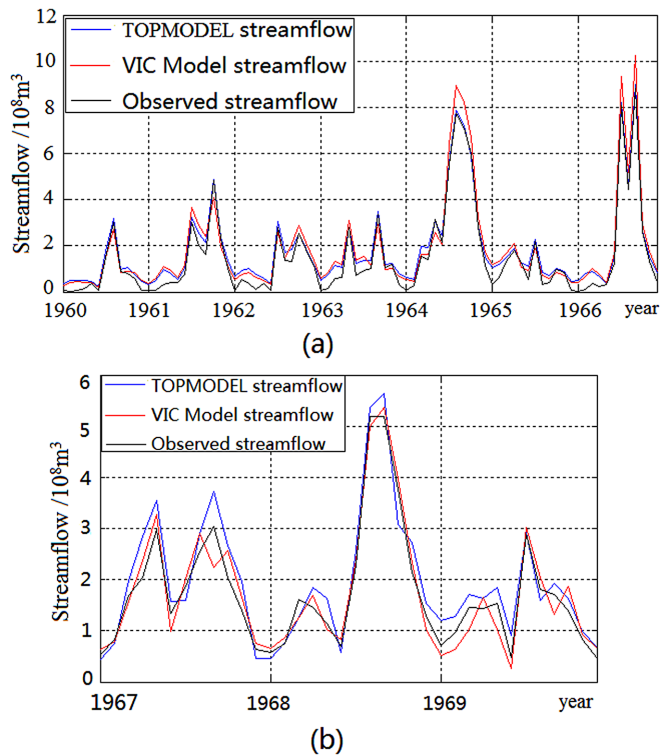 12
10
8
6
4
2
0
Streamflow /10⁸m³
TOPMODEL streamflow
VIC Model streamflow
Observed streamflow
1960
1961
1962
1963
1964
1965
1966
year
(a)
6
5
4
3
2
1
0
Streamflow /10⁸m³
TOPMODEL streamflow
VIC Model streamflow
Observed streamflow
1967
1968
1969
year
(b)